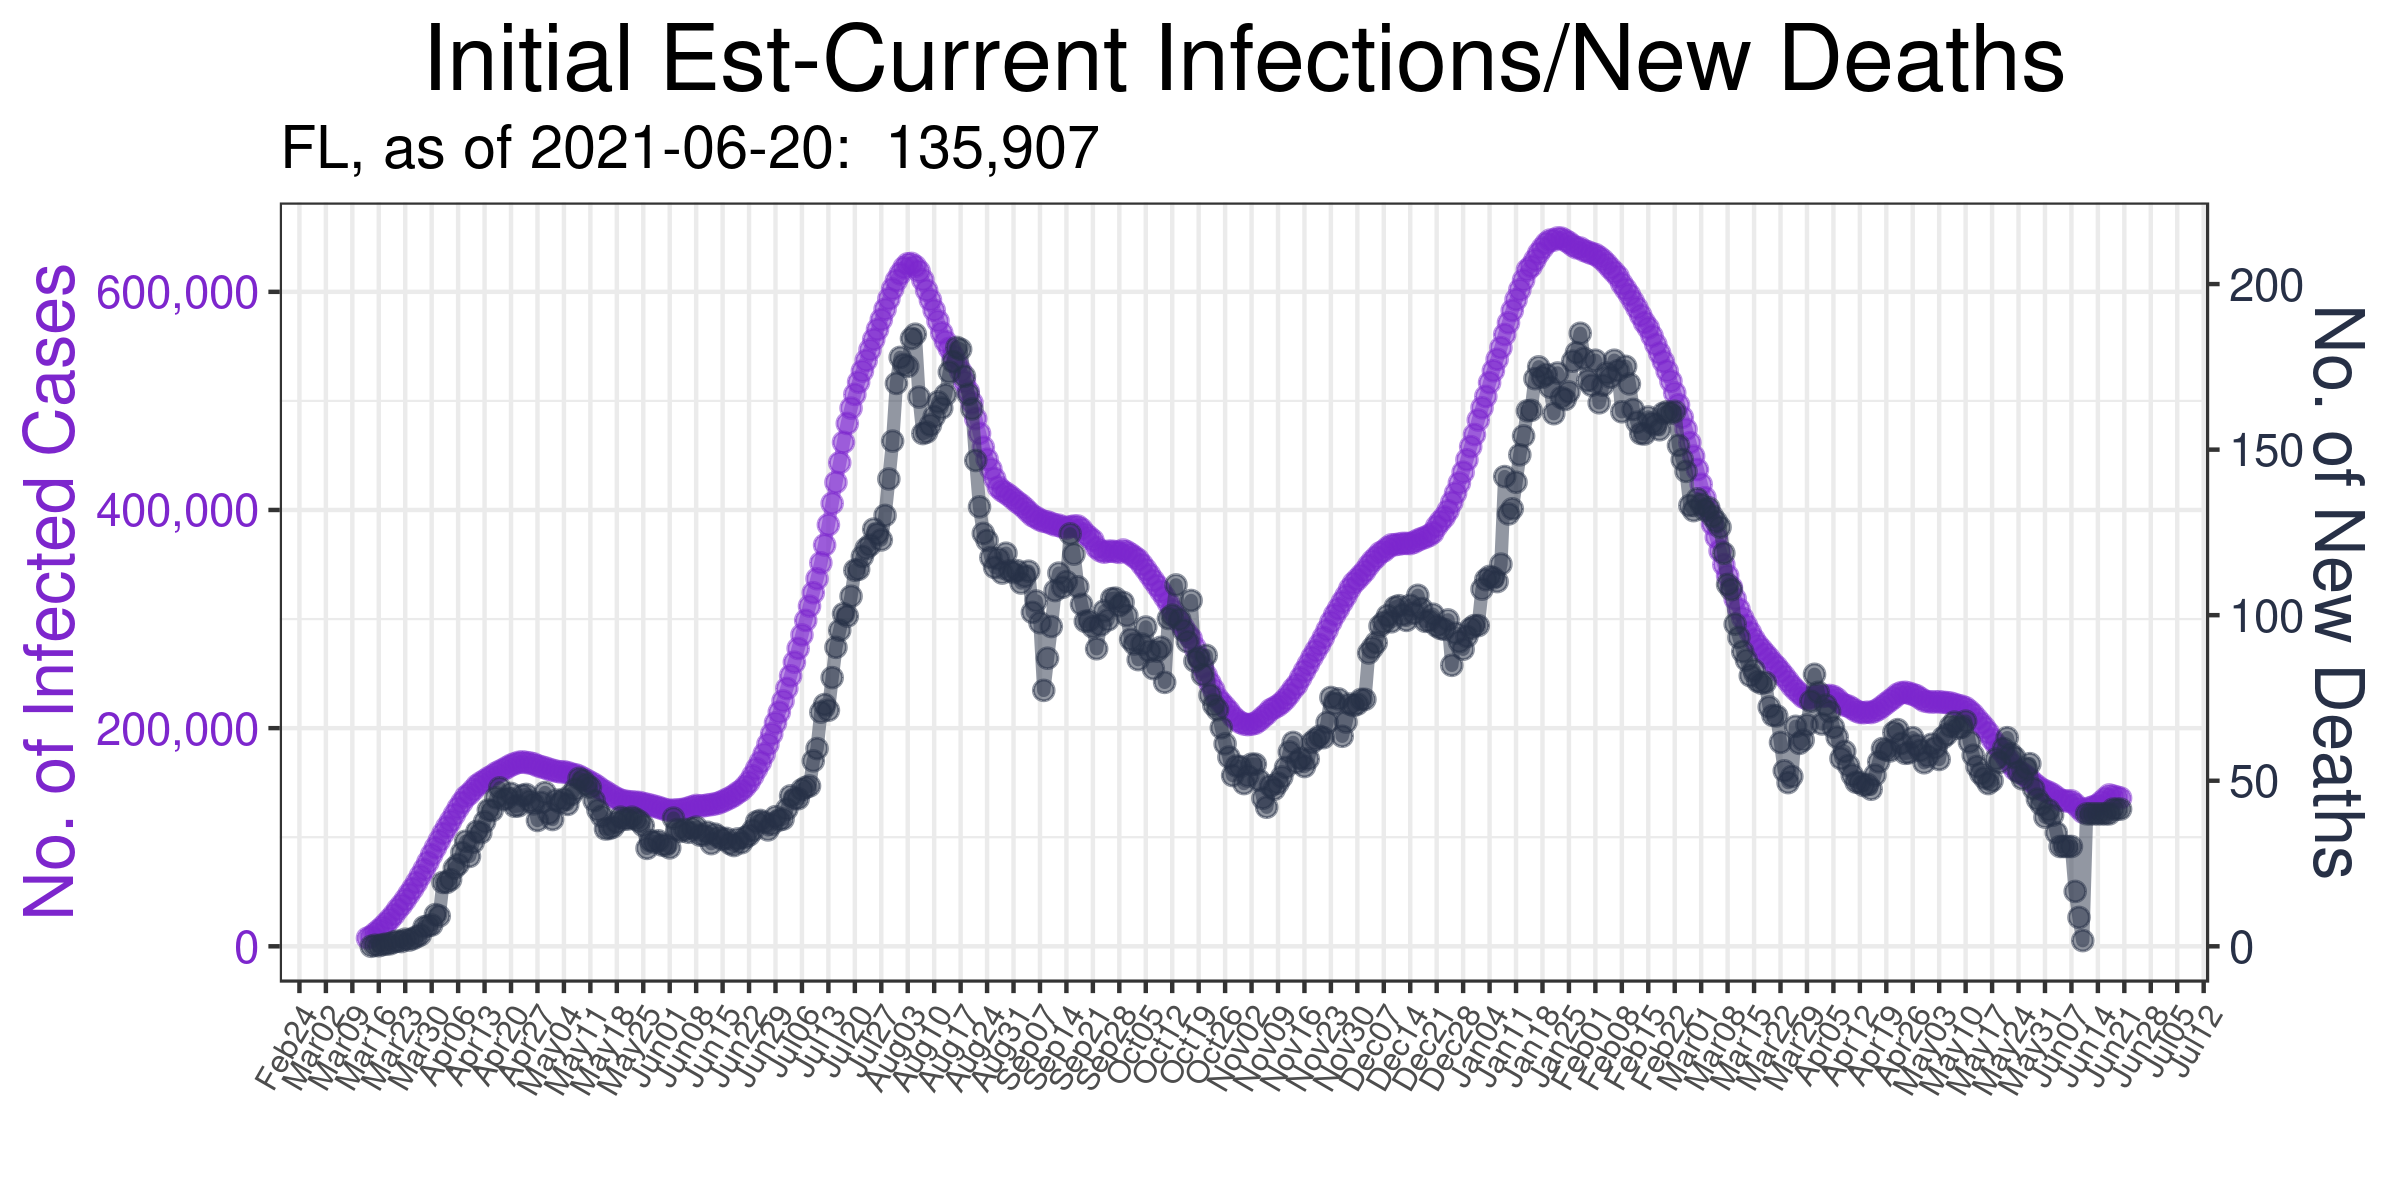 Initial Est-Current Infections/New Deaths
FL, as of 2021-06-20: 135,907
No. of Infected Cases
600,000
400,000
200,000
0
200
150
100
50
0
No. of New Deaths
Feb24
Mar02
Mar09
Mar16
Mar23
Mar30
Apr06
Apr13
Apr20
Apr27
May04
May11
May18
May25
Jun01
Jun08
Jun15
Jun22
Jun29
Jul06
Jul13
Jul20
Jul27
Aug03
Aug10
Aug17
Aug24
Aug31
Sep07
Sep14
Sep21
Sep28
Oct05
Oct12
Oct19
Oct26
Nov02
Nov09
Nov16
Nov23
Nov30
Dec07
Dec14
Dec21
Dec28
Jan04
Jan11
Jan18
Jan25
Feb01
Feb08
Feb15
Feb22
Mar01
Mar08
Mar15
Mar22
Mar29
Apr05
Apr12
Apr19
Apr26
May03
May10
May17
May24
May31
Jun07
Jun14
Jun21
Jun28
Jul05
Jul12